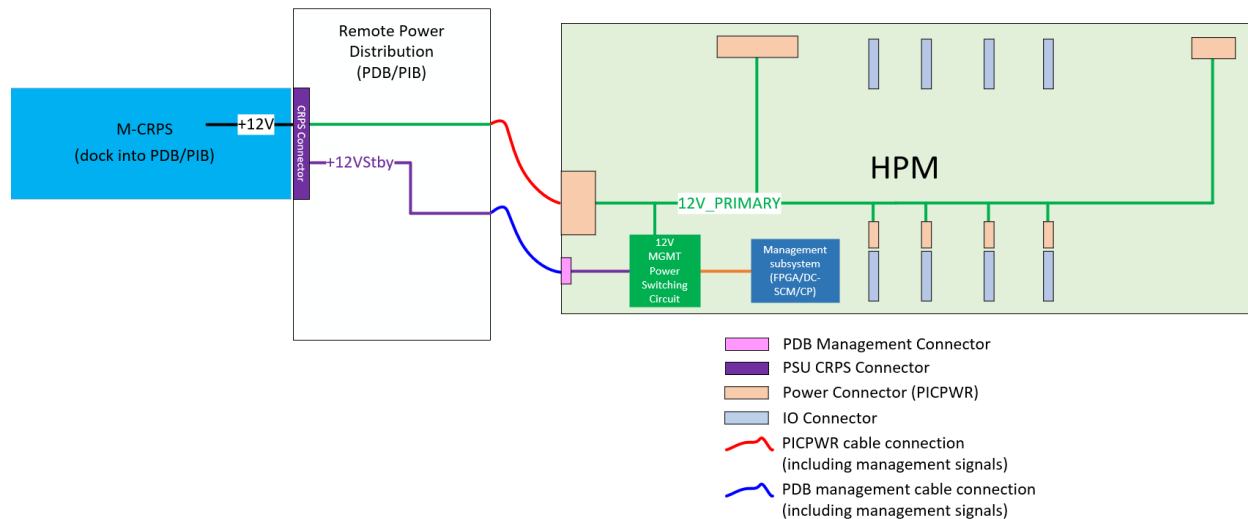 Remote Power
Distribution
(PDB/PIB)
M-CRPS
(dock into PDB/PIB)
+12V
CRPS Connector
+12VStby
HPM
12V_PRIMARY
12V
MGMT
Power
Switching
Circuit
Management
subsystem
(FPGA/DC-
SCM/CP)
PDB Management Connector
PSU CRPS Connector
Power Connector (PICPWR)
IO Connector
PICPWR cable connection
(including management signals)
PDB management cable connection
(including management signals)